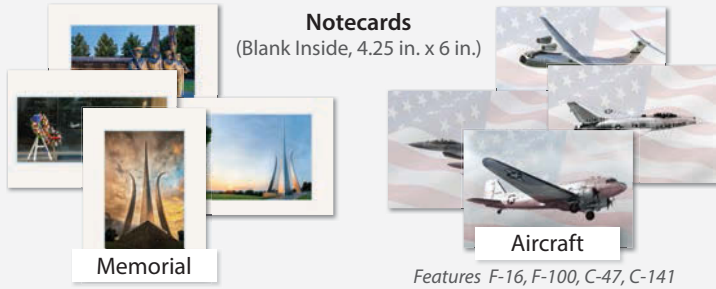 Notecards
(Blank Inside, 4.25 in. x 6 in.)
Memorial
Aircraft
Features F-16, F-100, C-47, C-141